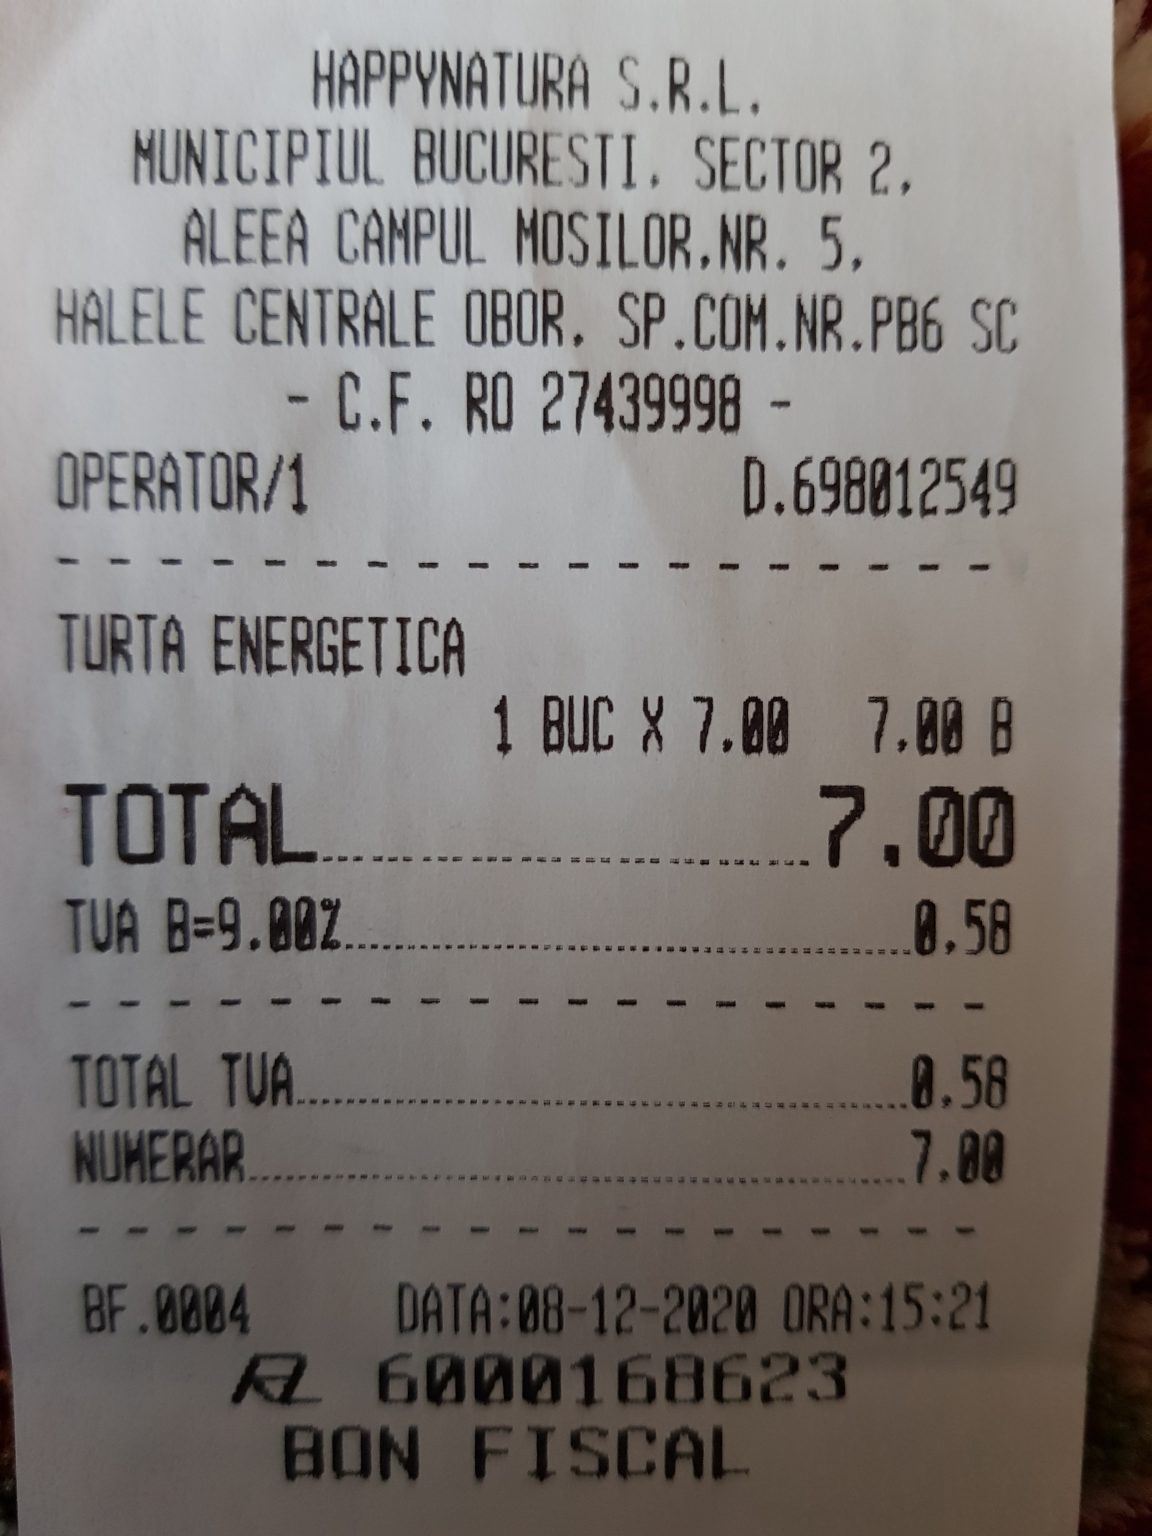 HAPPYNATURA S.R.L.
MUNICIPIUL BUCURESTI, SECTOR 2,
ALEEA CAMPUL MOSILOR,NR. 5,
HALELE CENTRALE OBOR, SP.COM.NR.PB6 SC
- C.F. RO 27439998 -
OPERATOR/1 D.698012549
- - - - - - - - - - - - - - - - - - -
TURTA ENERGETICA
1 BUC X 7.00 7.00 B
TOTAL....................7.00
TVA B=9.00%....................0.58
- - - - - - - - - - - - - - - - - - -
TOTAL TVA....................0.58
NUMERAR....................7.00
- - - - - - - - - - - - - - - - - -
BF.0004 DATA:08-12-2020 ORA:15:21
6000168623
BON FISCAL